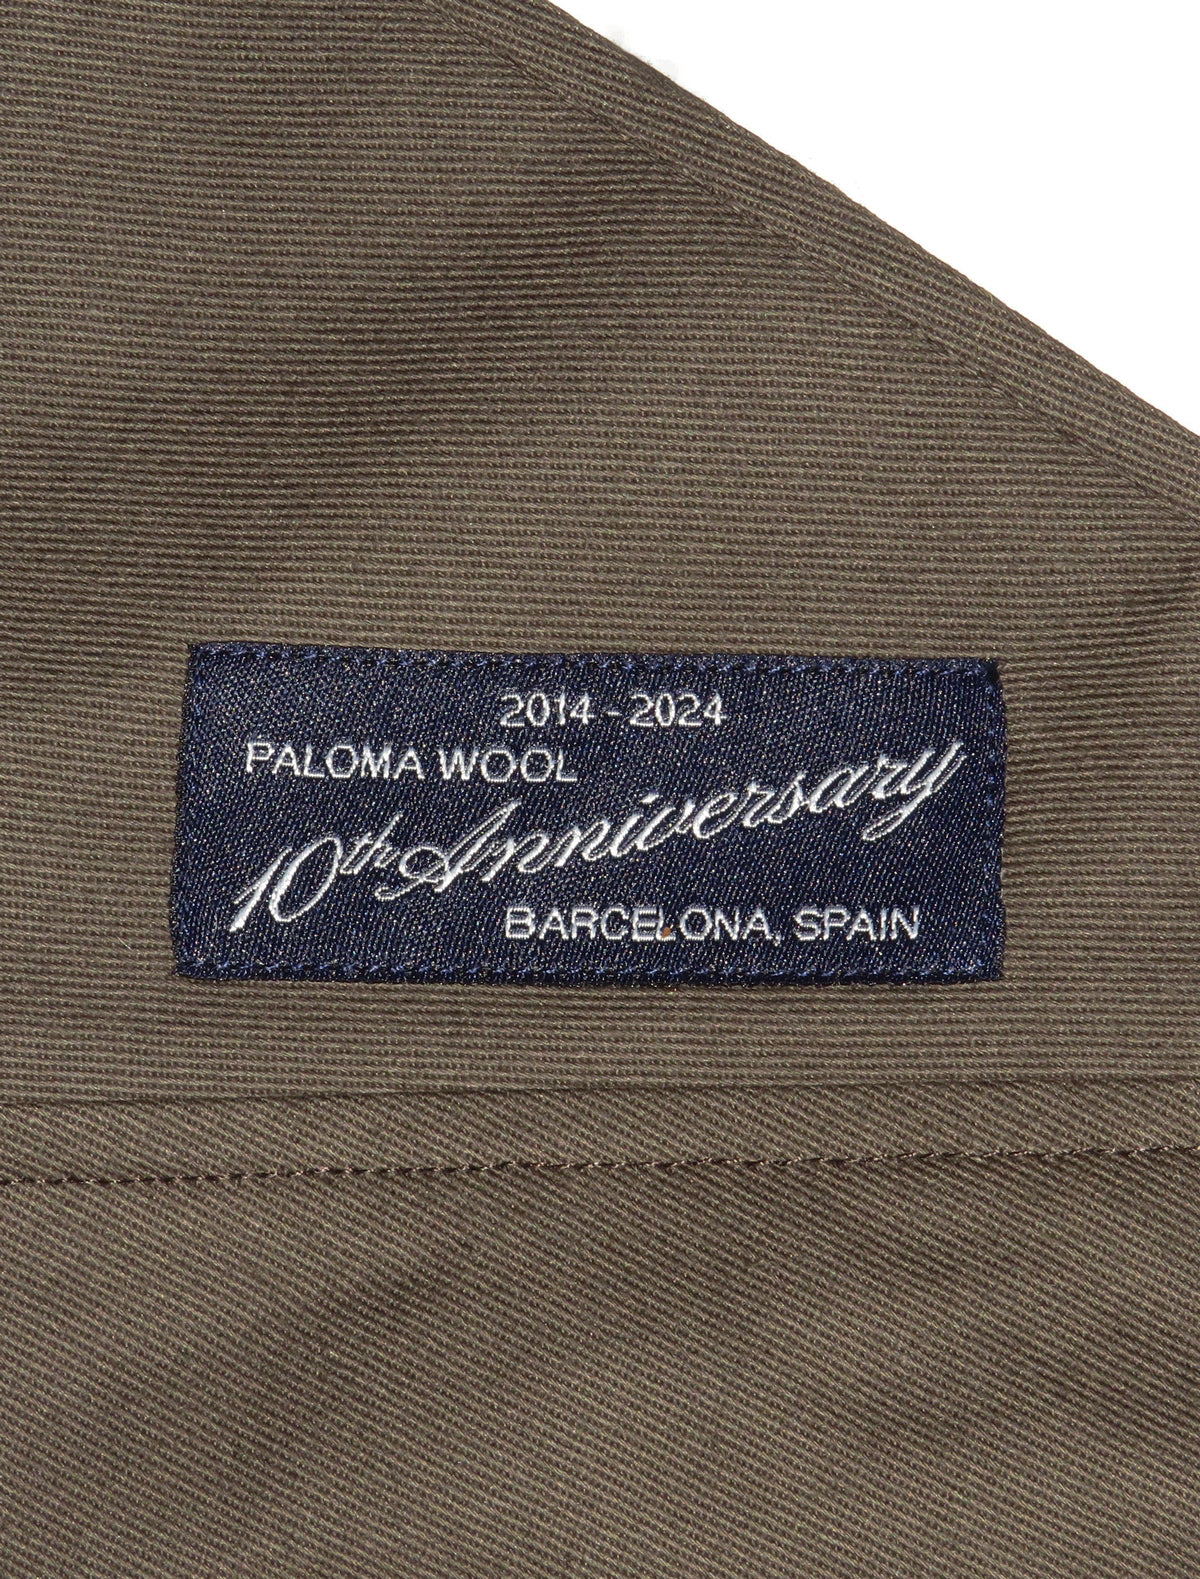 2014 - 2024
PALOMA WOOL
10th Anniversary
BARCELONA, SPAIN